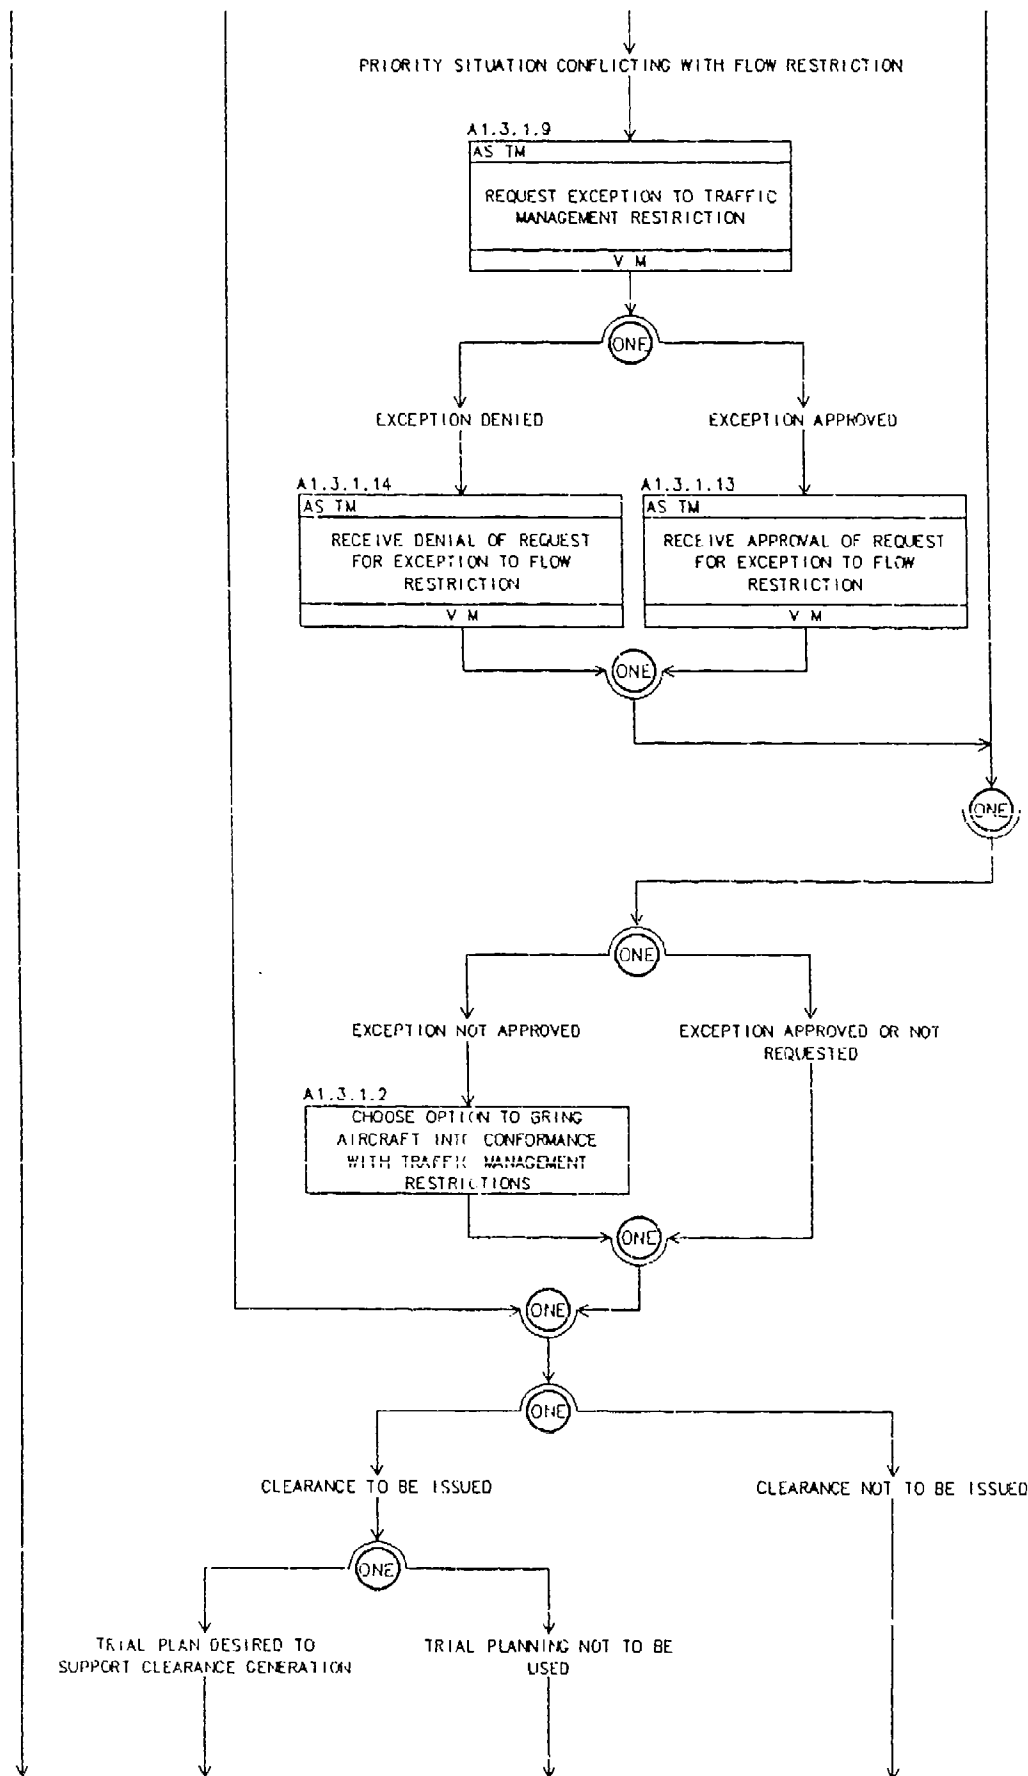 PRIORITY SITUATION CONFLICTING WITH FLOW RESTRICTION
A1.3.1.9
AS TM
REQUEST EXCEPTION TO TRAFFIC
MANAGEMENT RESTRICTION
V M
ONE
EXCEPTION DENIED
EXCEPTION APPROVED
A1.3.1.14
AS TM
RECEIVE DENIAL OF REQUEST
FOR EXCEPTION TO FLOW
RESTRICTION
V M
A1.3.1.13
AS TM
RECEIVE APPROVAL OF REQUEST
FOR EXCEPTION TO FLOW
RESTRICTION
V M
ONE
ONE
ONE
EXCEPTION NOT APPROVED
EXCEPTION APPROVED OR NOT
REQUESTED
A1.3.1.2
CHOOSE OPTION TO GRING
AIRCRAFT INTO CONFORMANCE
WITH TRAFFIC MANAGEMENT
RESTRICTIONS
ONE
ONE
ONE
CLEARANCE TO BE ISSUED
CLEARANCE NOT TO BE ISSUED
ONE
TRIAL PLAN DESIRED TO
SUPPORT CLEARANCE GENERATION
TRIAL PLANNING NOT TO BE
USED